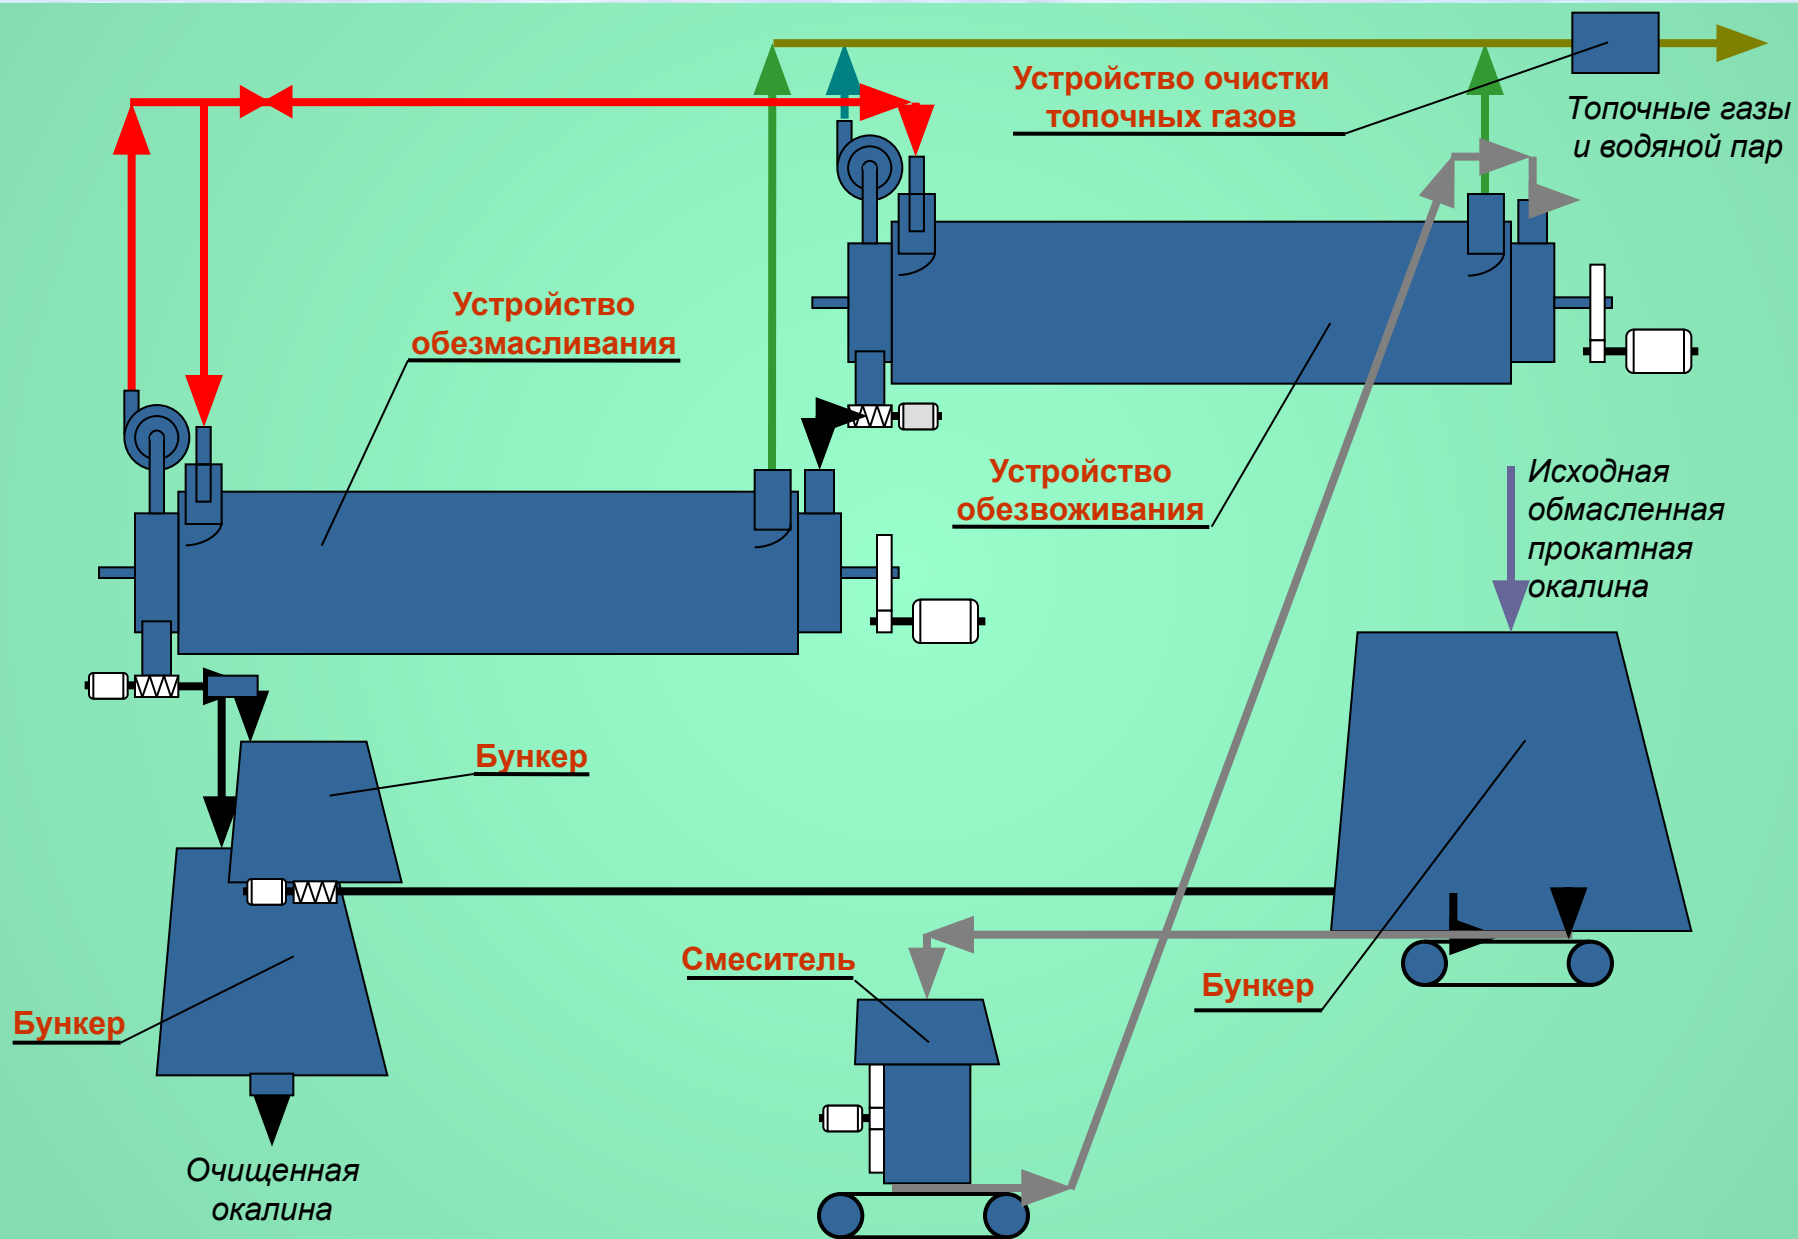 Устройство очистки
топочных газов
Топочные газы
и водяной пар
Устройство
обезмасливания
Устройство
обезвоживания
Исходная
обмасленная
прокатная
окалина
Бункер
Смеситель
Бункер
Бункер
Очищенная
окалина